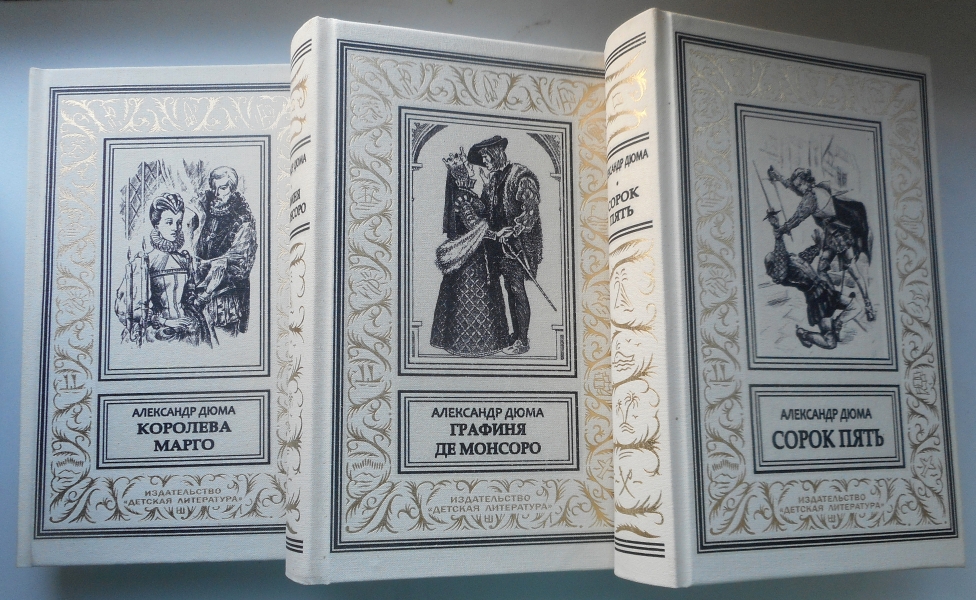 АЛЕКСАНДР ДЮМА
КОРОЛЕВА
МАРГО
ИЗДАТЕЛЬСТВО
«ДЕТСКАЯ ЛИТЕРАТУРА»
АЛЕКСАНДР ДЮМА
ГРАФИНЯ
ДЕ МОНСОРО
ИЗДАТЕЛЬСТВО
«ДЕТСКАЯ ЛИТЕРАТУРА»
ДЮМА
СОРОК
ПЯТЬ
АЛЕКСАНДР ДЮМА
СОРОК ПЯТЬ
ИЗДАТЕЛЬСТВО
«ДЕТСКАЯ ЛИТЕРАТУРА»